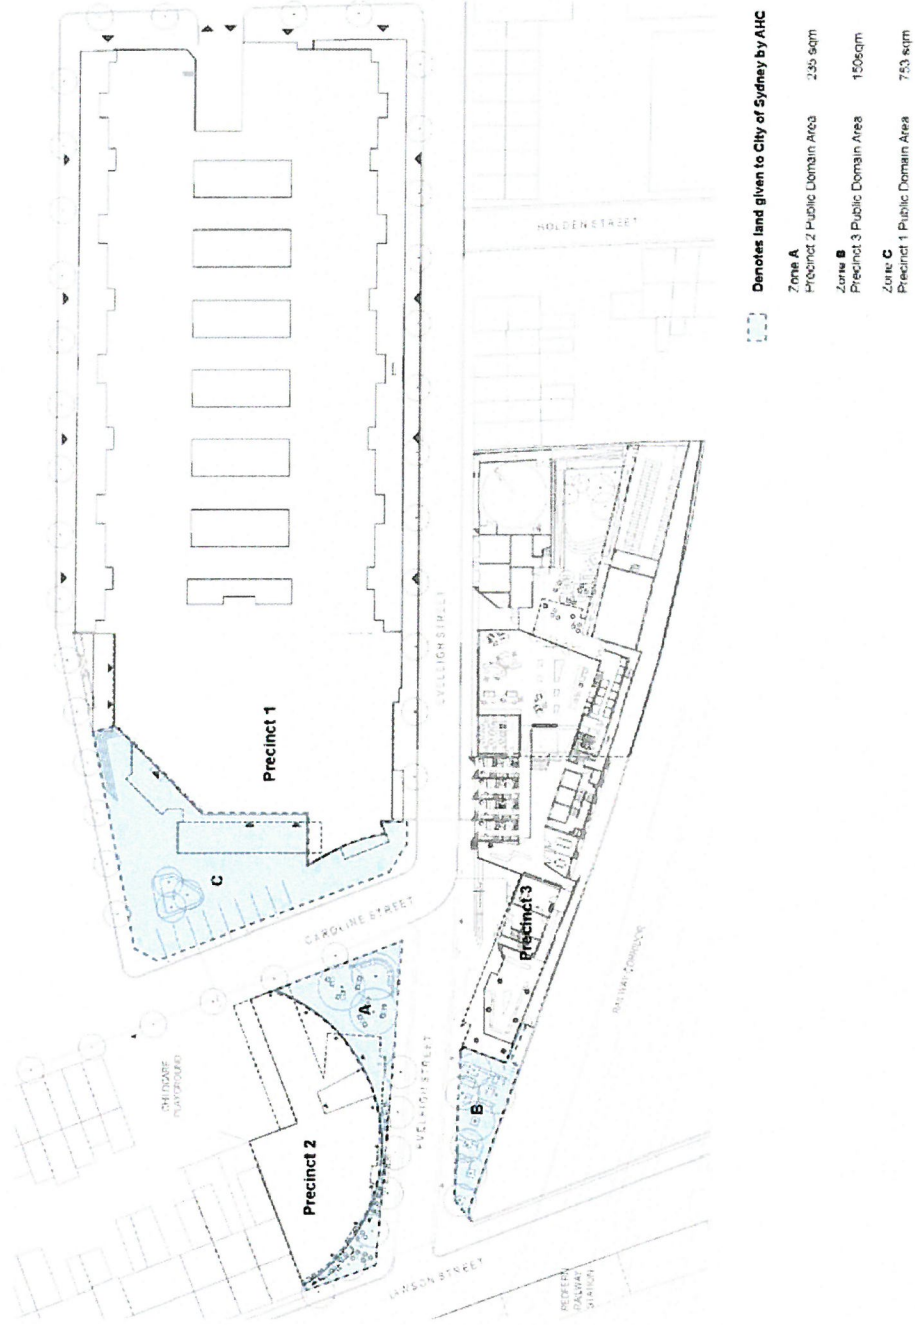 Denotes land given to City of Sydney by AHC
Zone A
Precinct 2 Public Domain Area 235 sqm
Zone B
Precinct 3 Public Domain Area 150sqm
Zone C
Precinct 1 Public Domain Area 753 sqm
Precinct 1
C
HOLDEN STREET
EVELEIGH STREET
CAROLINE STREET
A
Precinct 3
CHILDCARE
PLAYGROUND
Precinct 2
EVELEIGH STREET
B
RAILWAY CORRIDOR
LAWSON STREET
REDFERN
RAILWAY
STATION